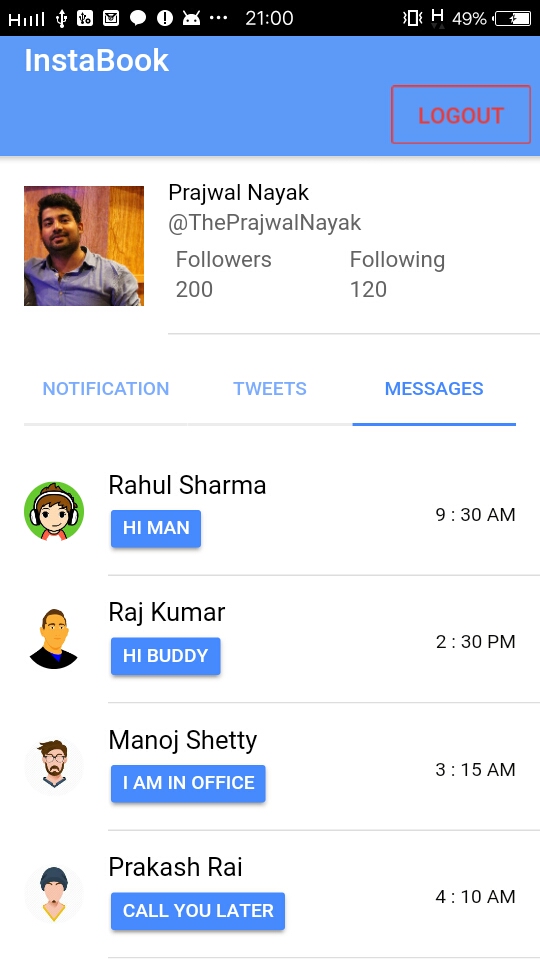 H 21:00 H 49%
InstaBook
LOGOUT
Prajwal Nayak
@ThePrajwalNayak
Followers Following
200 120
NOTIFICATION TWEETS MESSAGES
Rahul Sharma
HI MAN
9 : 30 AM
Raj Kumar
HI BUDDY
2 : 30 PM
Manoj Shetty
I AM IN OFFICE
3 : 15 AM
Prakash Rai
CALL YOU LATER
4 : 10 AM